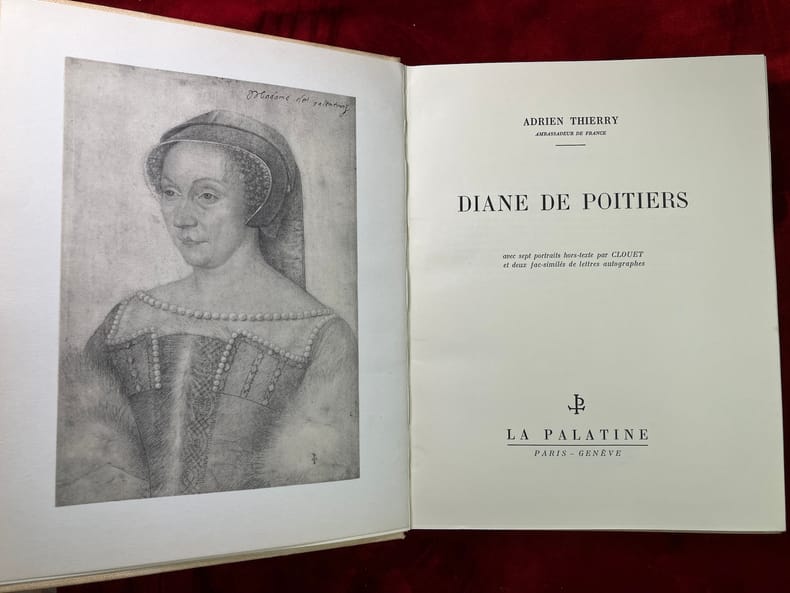 ADRIEN THIERRY
AMBASSADEUR DE FRANCE
DIANE DE POITIERS
avec sept portraits hors-texte par CLOUET
et deux fac-similés de lettres autographes
LA PALATINE
PARIS – GENÈVE